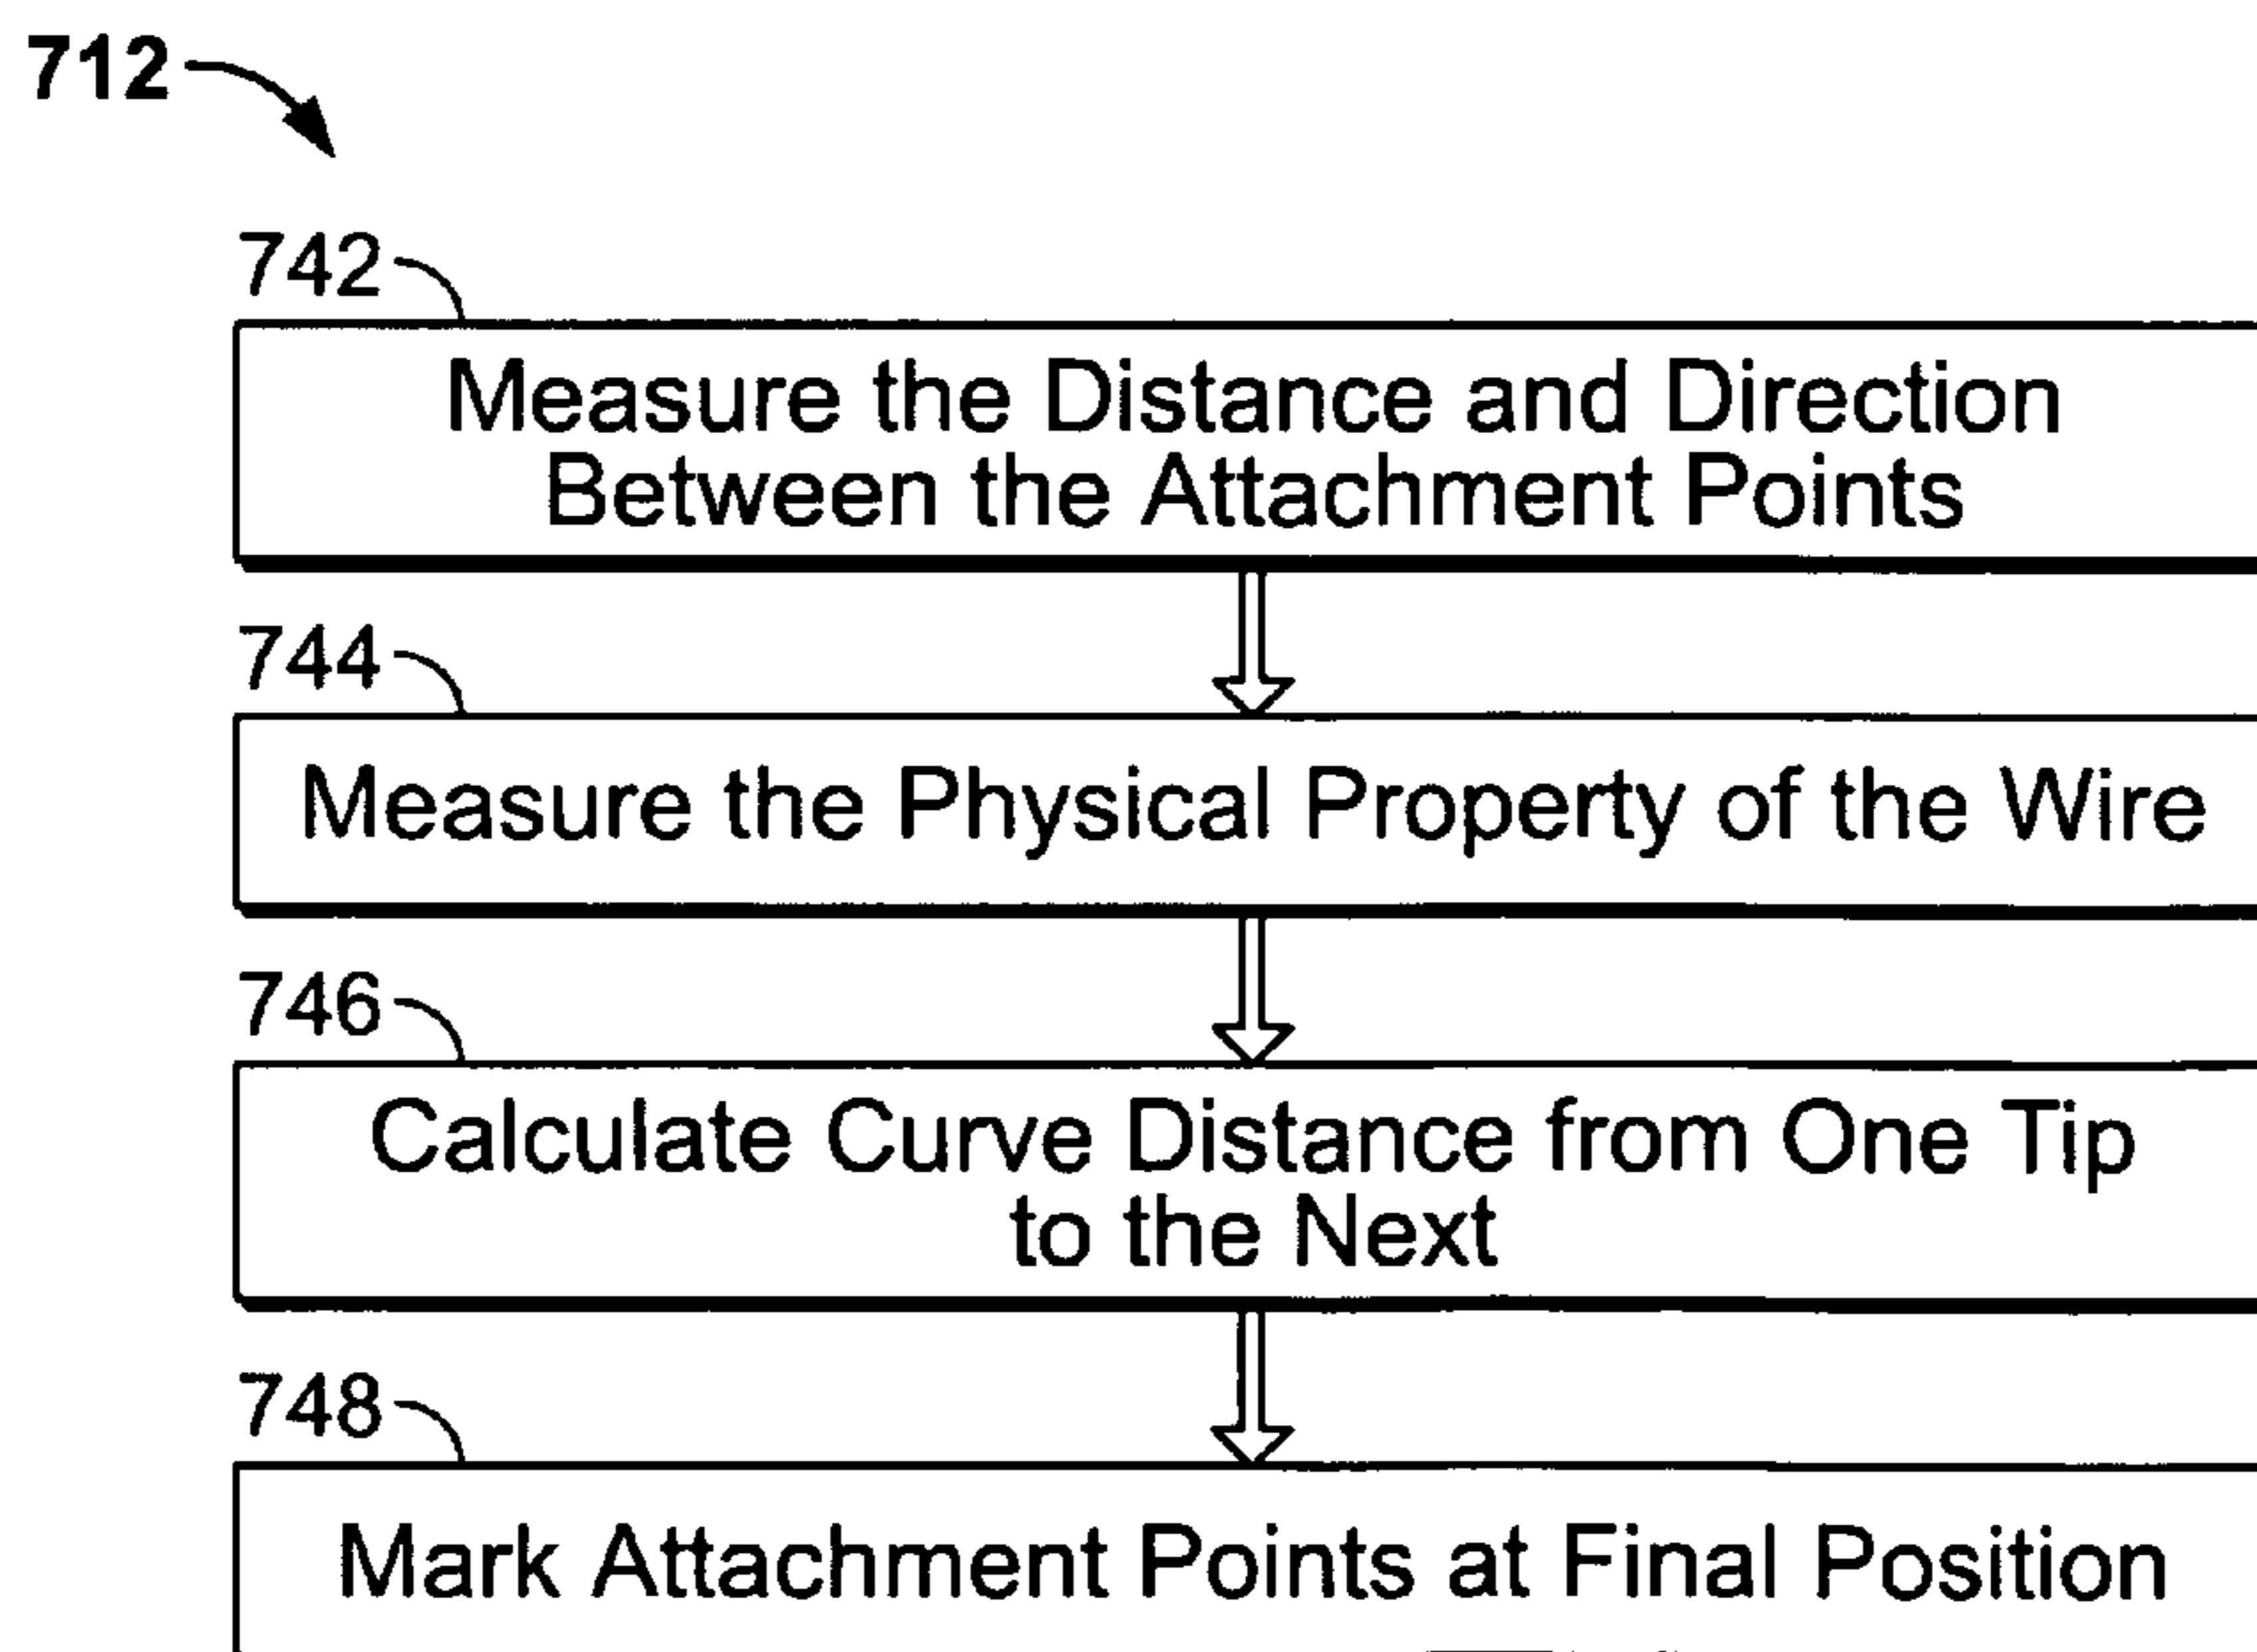 712
742
Measure the Distance and Direction
Between the Attachment Points
744
Measure the Physical Property of the Wire
746
Calculate Curve Distance from One Tip
to the Next
748
Mark Attachment Points at Final Position